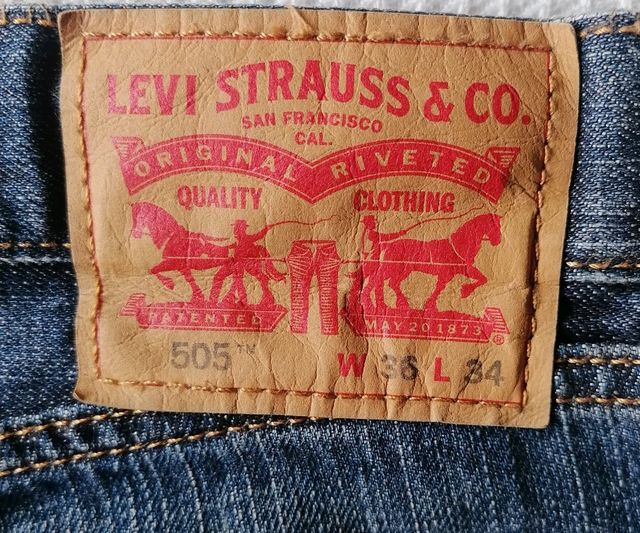 LEVI STRAUSS & CO.
SAN FRANCISCO
CAL.
ORIGINAL RIVETED
QUALITY CLOTHING
PATENTED MAY 20 1873 ®
505™ W 36 L 34